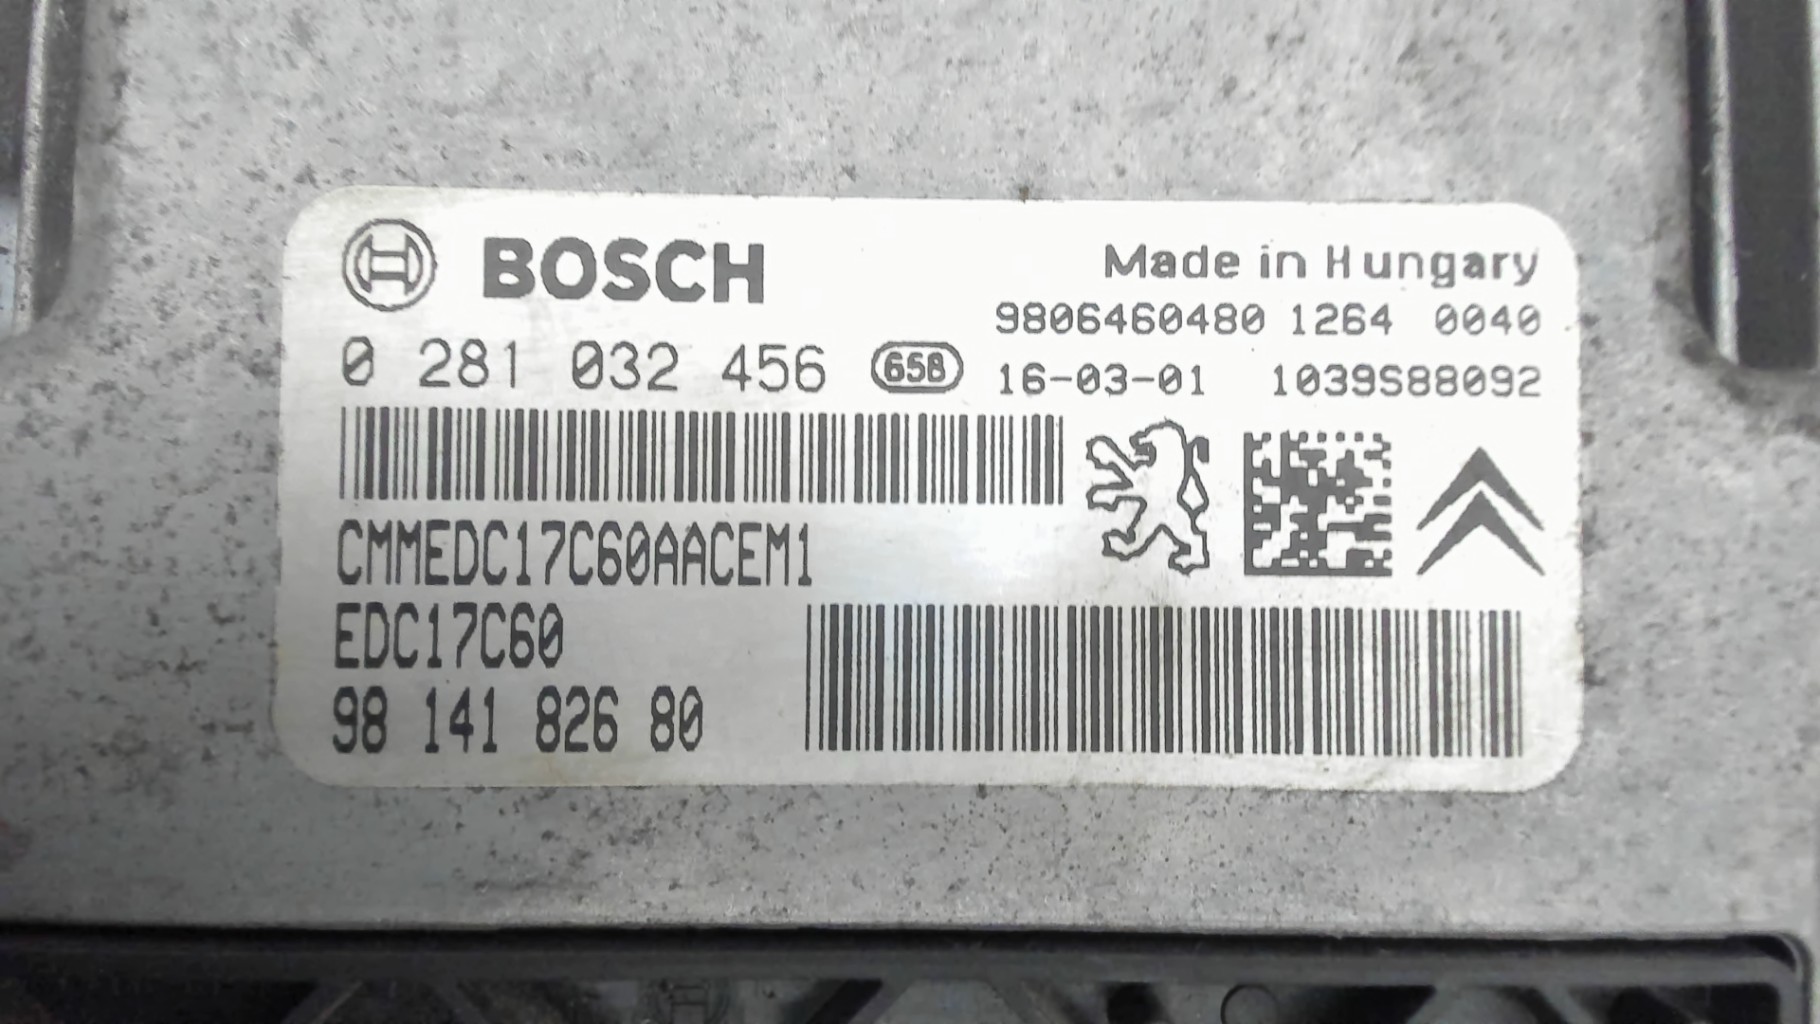 BOSCH
Made in Hungary
9806460480 1264 0040
0 281 032 456 658
16-03-01 1039S88092
CMMEDC17C60AACEM1
EDC17C60
98 141 826 80